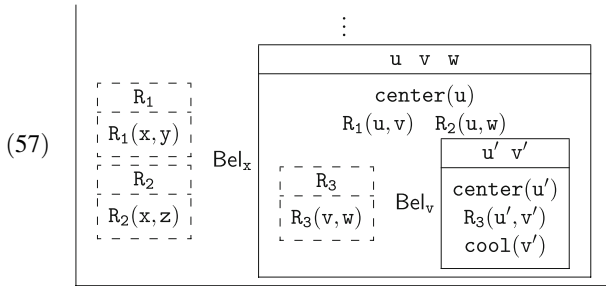 ⋮
u v w
center(u)
R₁(u,v) R₂(u,w)
R₁
R₁(x,y)
R₂
R₂(x,z)
(57)
Belₓ
R₃
R₃(v,w)
Belᵥ
u′ v′
center(u′)
R₃(u′,v′)
cool(v′)